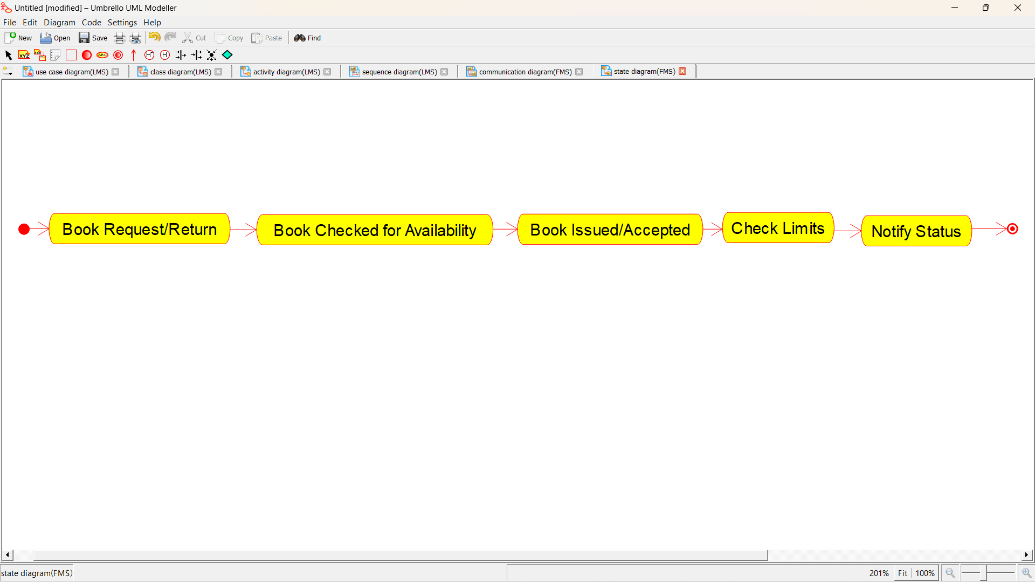 Untitled [modified] – Umbrello UML Modeller
File Edit Diagram Code Settings Help
New Open Save Cut Copy Paste Find
use case diagram(LMS) class diagram(LMS) activity diagram(LMS) sequence diagram(LMS) communication diagram(FMS) state diagram(FMS)
Book Request/Return
Book Checked for Availability
Book Issued/Accepted
Check Limits
Notify Status
state diagram(FMS) 201% Fit 100%